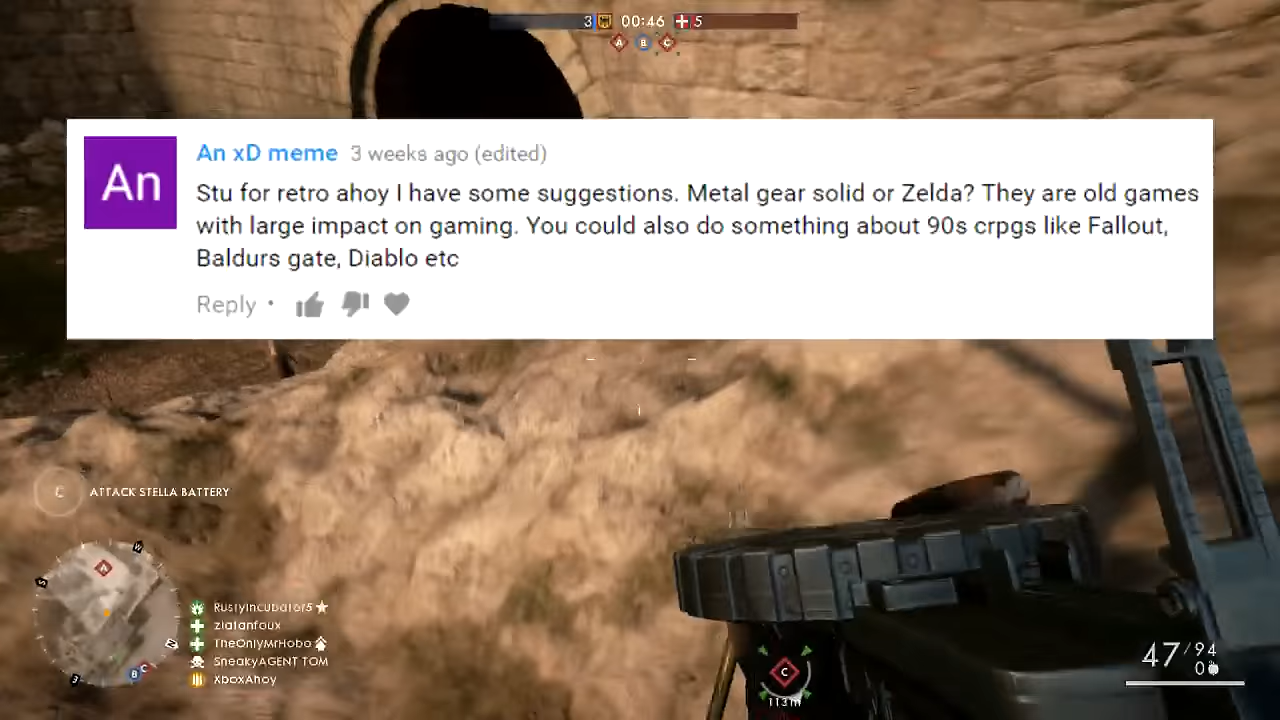 3 00:46 5
A B C
An
An xD meme 3 weeks ago (edited)
Stu for retro ahoy I have some suggestions. Metal gear solid or Zelda? They are old games
with large impact on gaming. You could also do something about 90s crpgs like Fallout,
Baldurs gate, Diablo etc
Reply •
C ATTACK STELLA BATTERY
W
A
S
N
B C
RustyIncubator5
zlatanfoux
TheOnlyMrHobo
SneakyAGENT TOM
XboxAhoy
C
113m
47/94
0